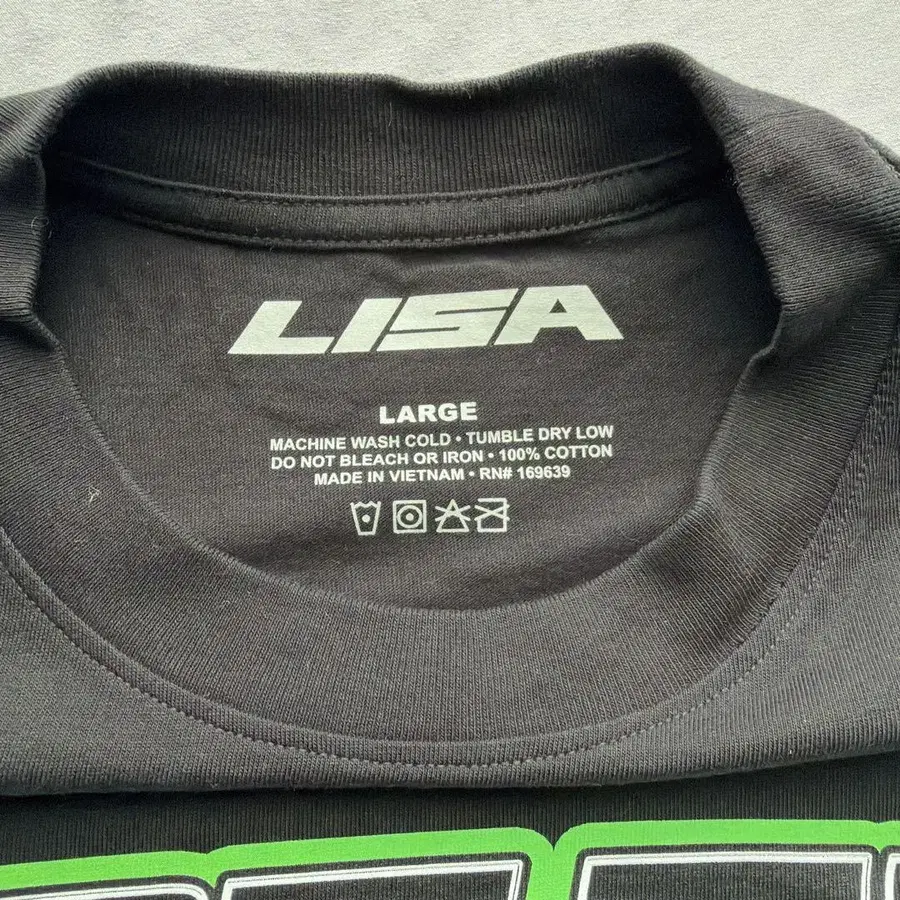 LISA
LARGE
MACHINE WASH COLD • TUMBLE DRY LOW
DO NOT BLEACH OR IRON • 100% COTTON
MADE IN VIETNAM • RN# 169639